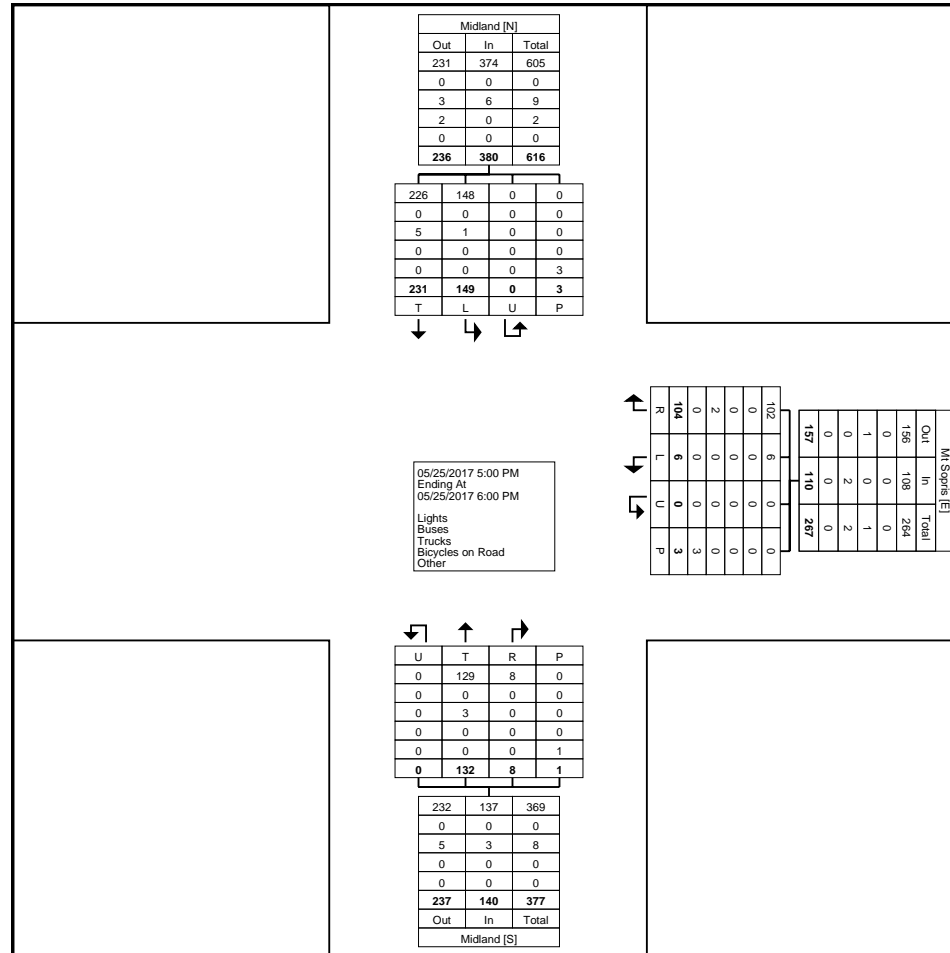 Midland [N]
Out In Total
231 374 605
0 0 0
3 6 9
2 0 2
0 0 0
236 380 616
226 148 0 0
0 0 0 0
5 1 0 0
0 0 0 0
0 0 0 3
231 149 0 3
T L U P
Mt Sopris [E]
Out In Total
156 108 264
0 0 0
1 0 1
0 2 2
0 0 0
157 110 267
102 6 0 0
0 0 0 0
0 0 0 0
2 0 0 0
0 0 0 3
104 6 0 3
R L U P
05/25/2017 5:00 PM
Ending At
05/25/2017 6:00 PM
Lights
Buses
Trucks
Bicycles on Road
Other
U T R P
0 129 8 0
0 0 0 0
0 3 0 0
0 0 0 0
0 0 0 1
0 132 8 1
232 137 369
0 0 0
5 3 8
0 0 0
0 0 0
237 140 377
Out In Total
Midland [S]